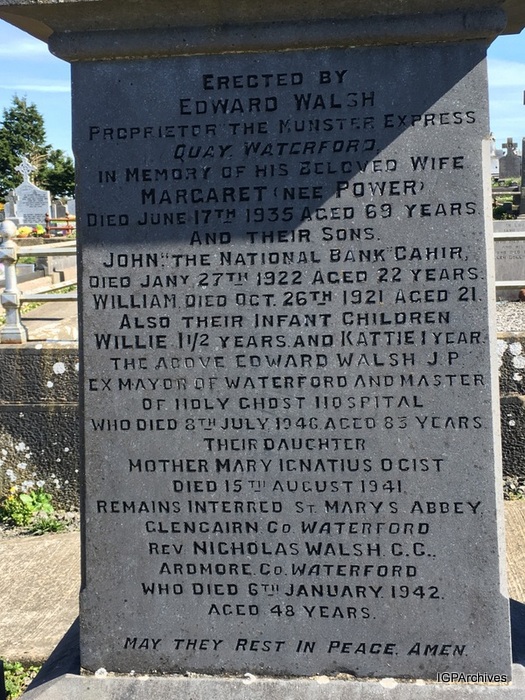 ERECTED BY
EDWARD WALSH
PROPRIETOR THE MUNSTER EXPRESS
QUAY, WATERFORD,
IN MEMORY OF HIS BELOVED WIFE
MARGARET (NEE POWER)
DIED JUNE 17TH 1935 AGED 69 YEARS.
AND THEIR SONS.
JOHN, "THE NATIONAL BANK" CAHIR,
DIED JANY. 27TH 1922 AGED 22 YEARS.
WILLIAM, DIED OCT. 26TH 1921 AGED 21.
ALSO THEIR INFANT CHILDREN
WILLIE 1 1/2 YEARS. AND KATTIE 1 YEAR.
THE ABOVE EDWARD WALSH J.P.
EX MAYOR OF WATERFORD AND MASTER
OF HOLY GHOST HOSPITAL
WHO DIED 8TH JULY, 1946 AGED 83 YEARS
THEIR DAUGHTER
MOTHER MARY IGNATIUS O CIST
DIED 15TH AUGUST 1941.
REMAINS INTERRED ST. MARYS ABBEY,
GLENCAIRN, CO. WATERFORD
REV NICHOLAS WALSH. C.C.,
ARDMORE, CO. WATERFORD
WHO DIED 6TH JANUARY 1942.
AGED 48 YEARS.
MAY THEY REST IN PEACE. AMEN.
IGPArchives